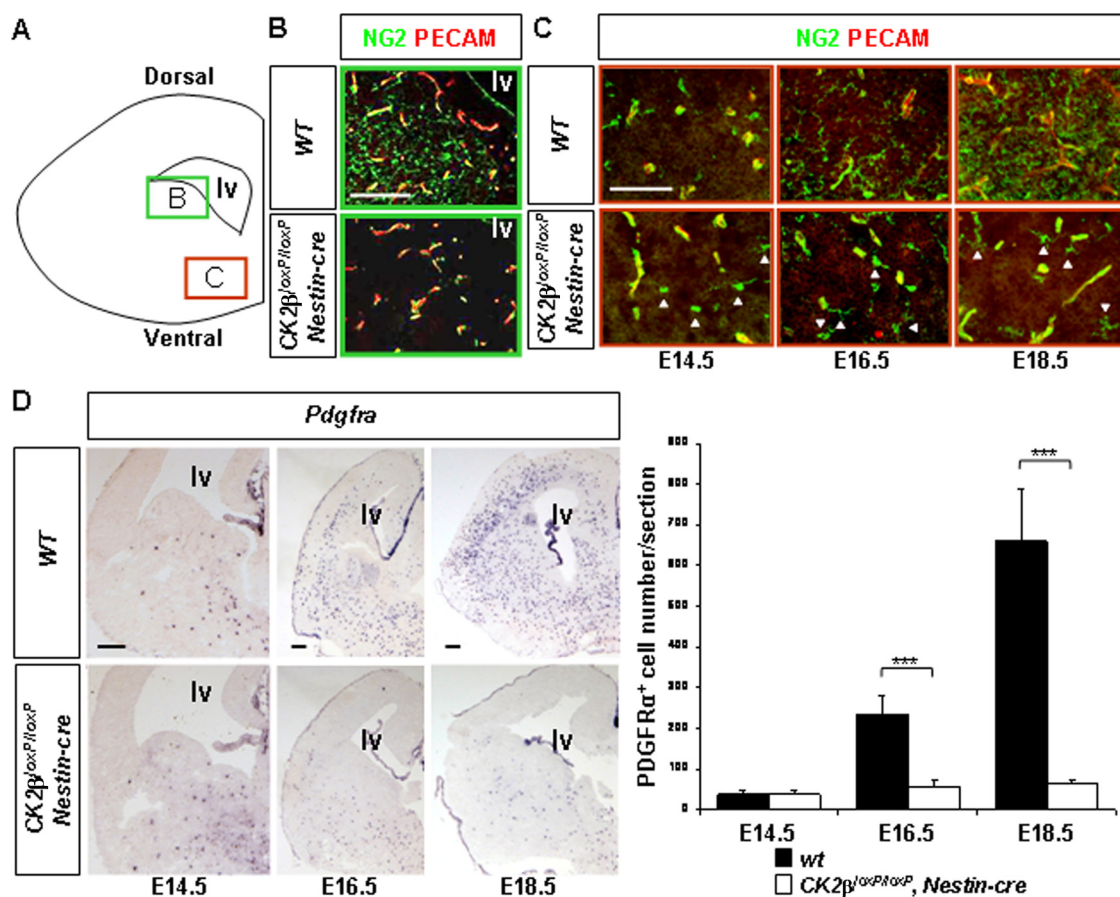 A
Dorsal
lv
B
C
Ventral
B
NG2 PECAM
WT
lv
CK2β^loxP/loxP
Nestin-cre
lv
C
NG2 PECAM
WT
CK2β^loxP/loxP
Nestin-cre
E14.5 E16.5 E18.5
D
Pdgfra
WT
lv lv lv
CK2β^loxP/loxP
Nestin-cre
lv lv lv
E14.5 E16.5 E18.5
PDGFRα⁺ cell number/section
800
700
600
500
400
300
200
100
0
***
***
E14.5 E16.5 E18.5
wt
CK2β^loxP/loxP, Nestin-cre